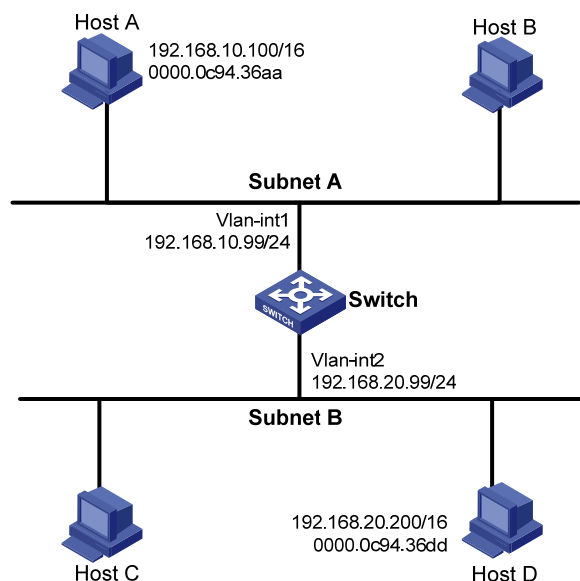 Host A
192.168.10.100/16
0000.0c94.36aa
Host B
Subnet A
Vlan-int1
192.168.10.99/24
SWITCH
Switch
Vlan-int2
192.168.20.99/24
Subnet B
Host C
192.168.20.200/16
0000.0c94.36dd
Host D